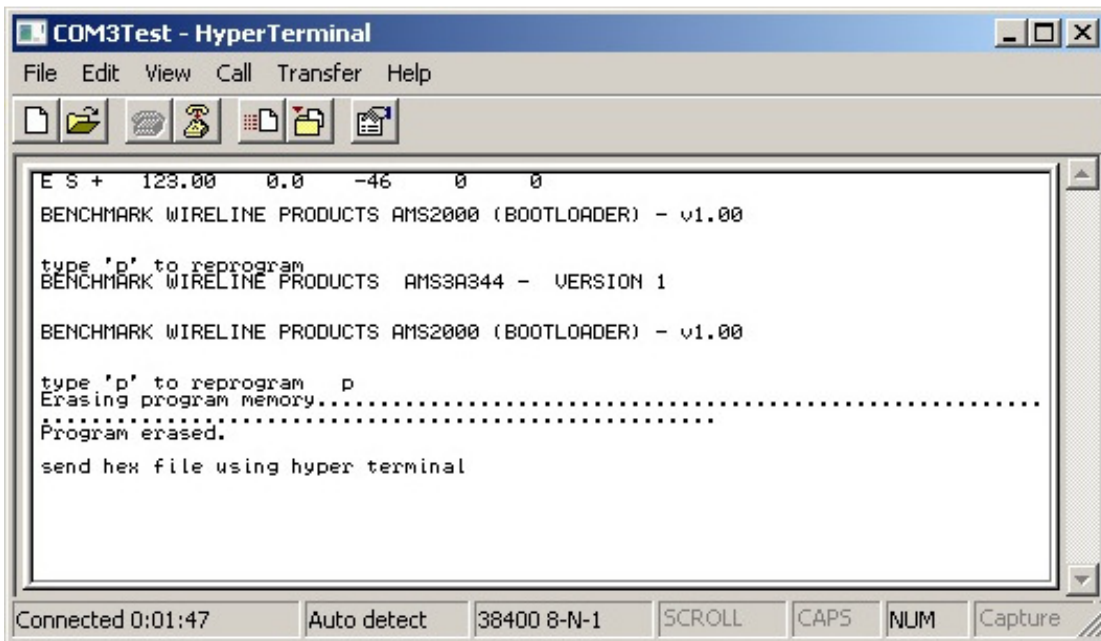 COM3Test - HyperTerminal
File Edit View Call Transfer Help
E S +   123.00   0.0   -46   0   0
BENCHMARK WIRELINE PRODUCTS AMS2000 (BOOTLOADER) - v1.00
type 'p' to reprogram
BENCHMARK WIRELINE PRODUCTS  AMS3A344 -  VERSION 1
BENCHMARK WIRELINE PRODUCTS AMS2000 (BOOTLOADER) - v1.00
type 'p' to reprogram   p
Erasing program memory.........................................................
.....................................................
Program erased.
send hex file using hyper terminal
Connected 0:01:47 Auto detect 38400 8-N-1 SCROLL CAPS NUM Capture